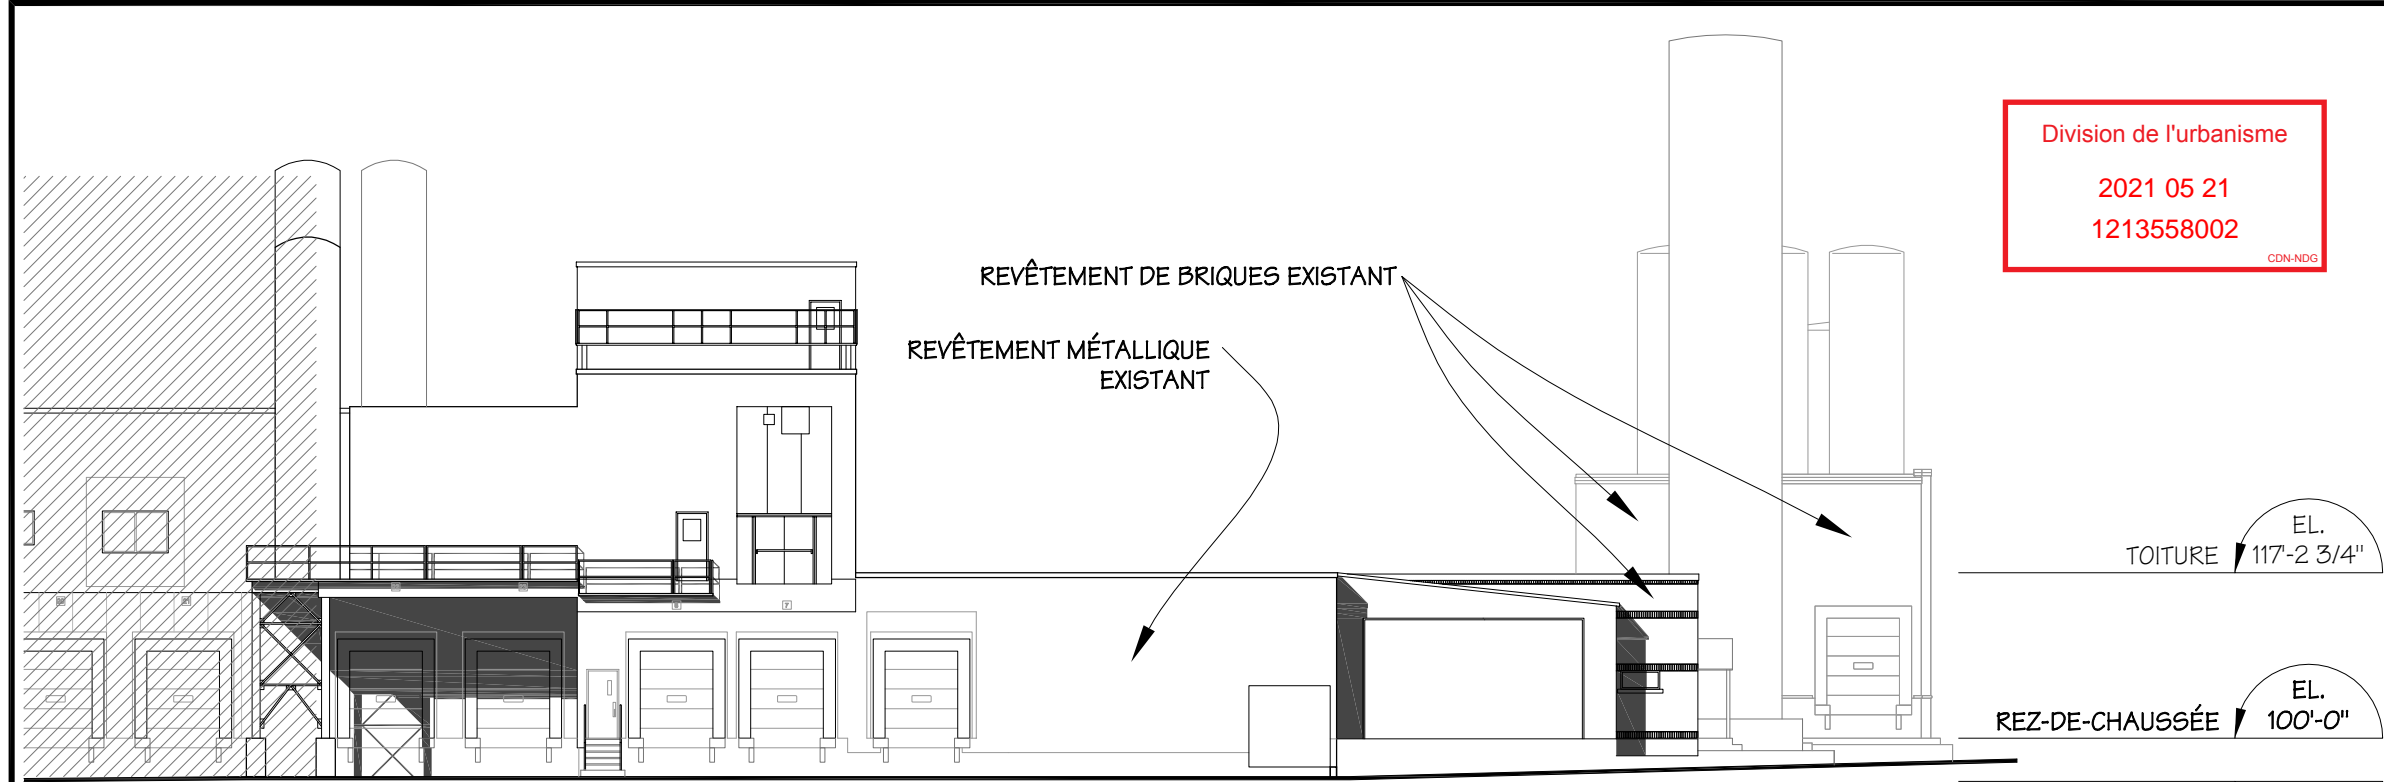 Division de l'urbanisme
2021 05 21
1213558002
CDN-NDG
REVÊTEMENT DE BRIQUES EXISTANT
REVÊTEMENT MÉTALLIQUE
EXISTANT
EL.
TOITURE 117'-2 3/4"
EL.
REZ-DE-CHAUSSÉE 100'-0"
7